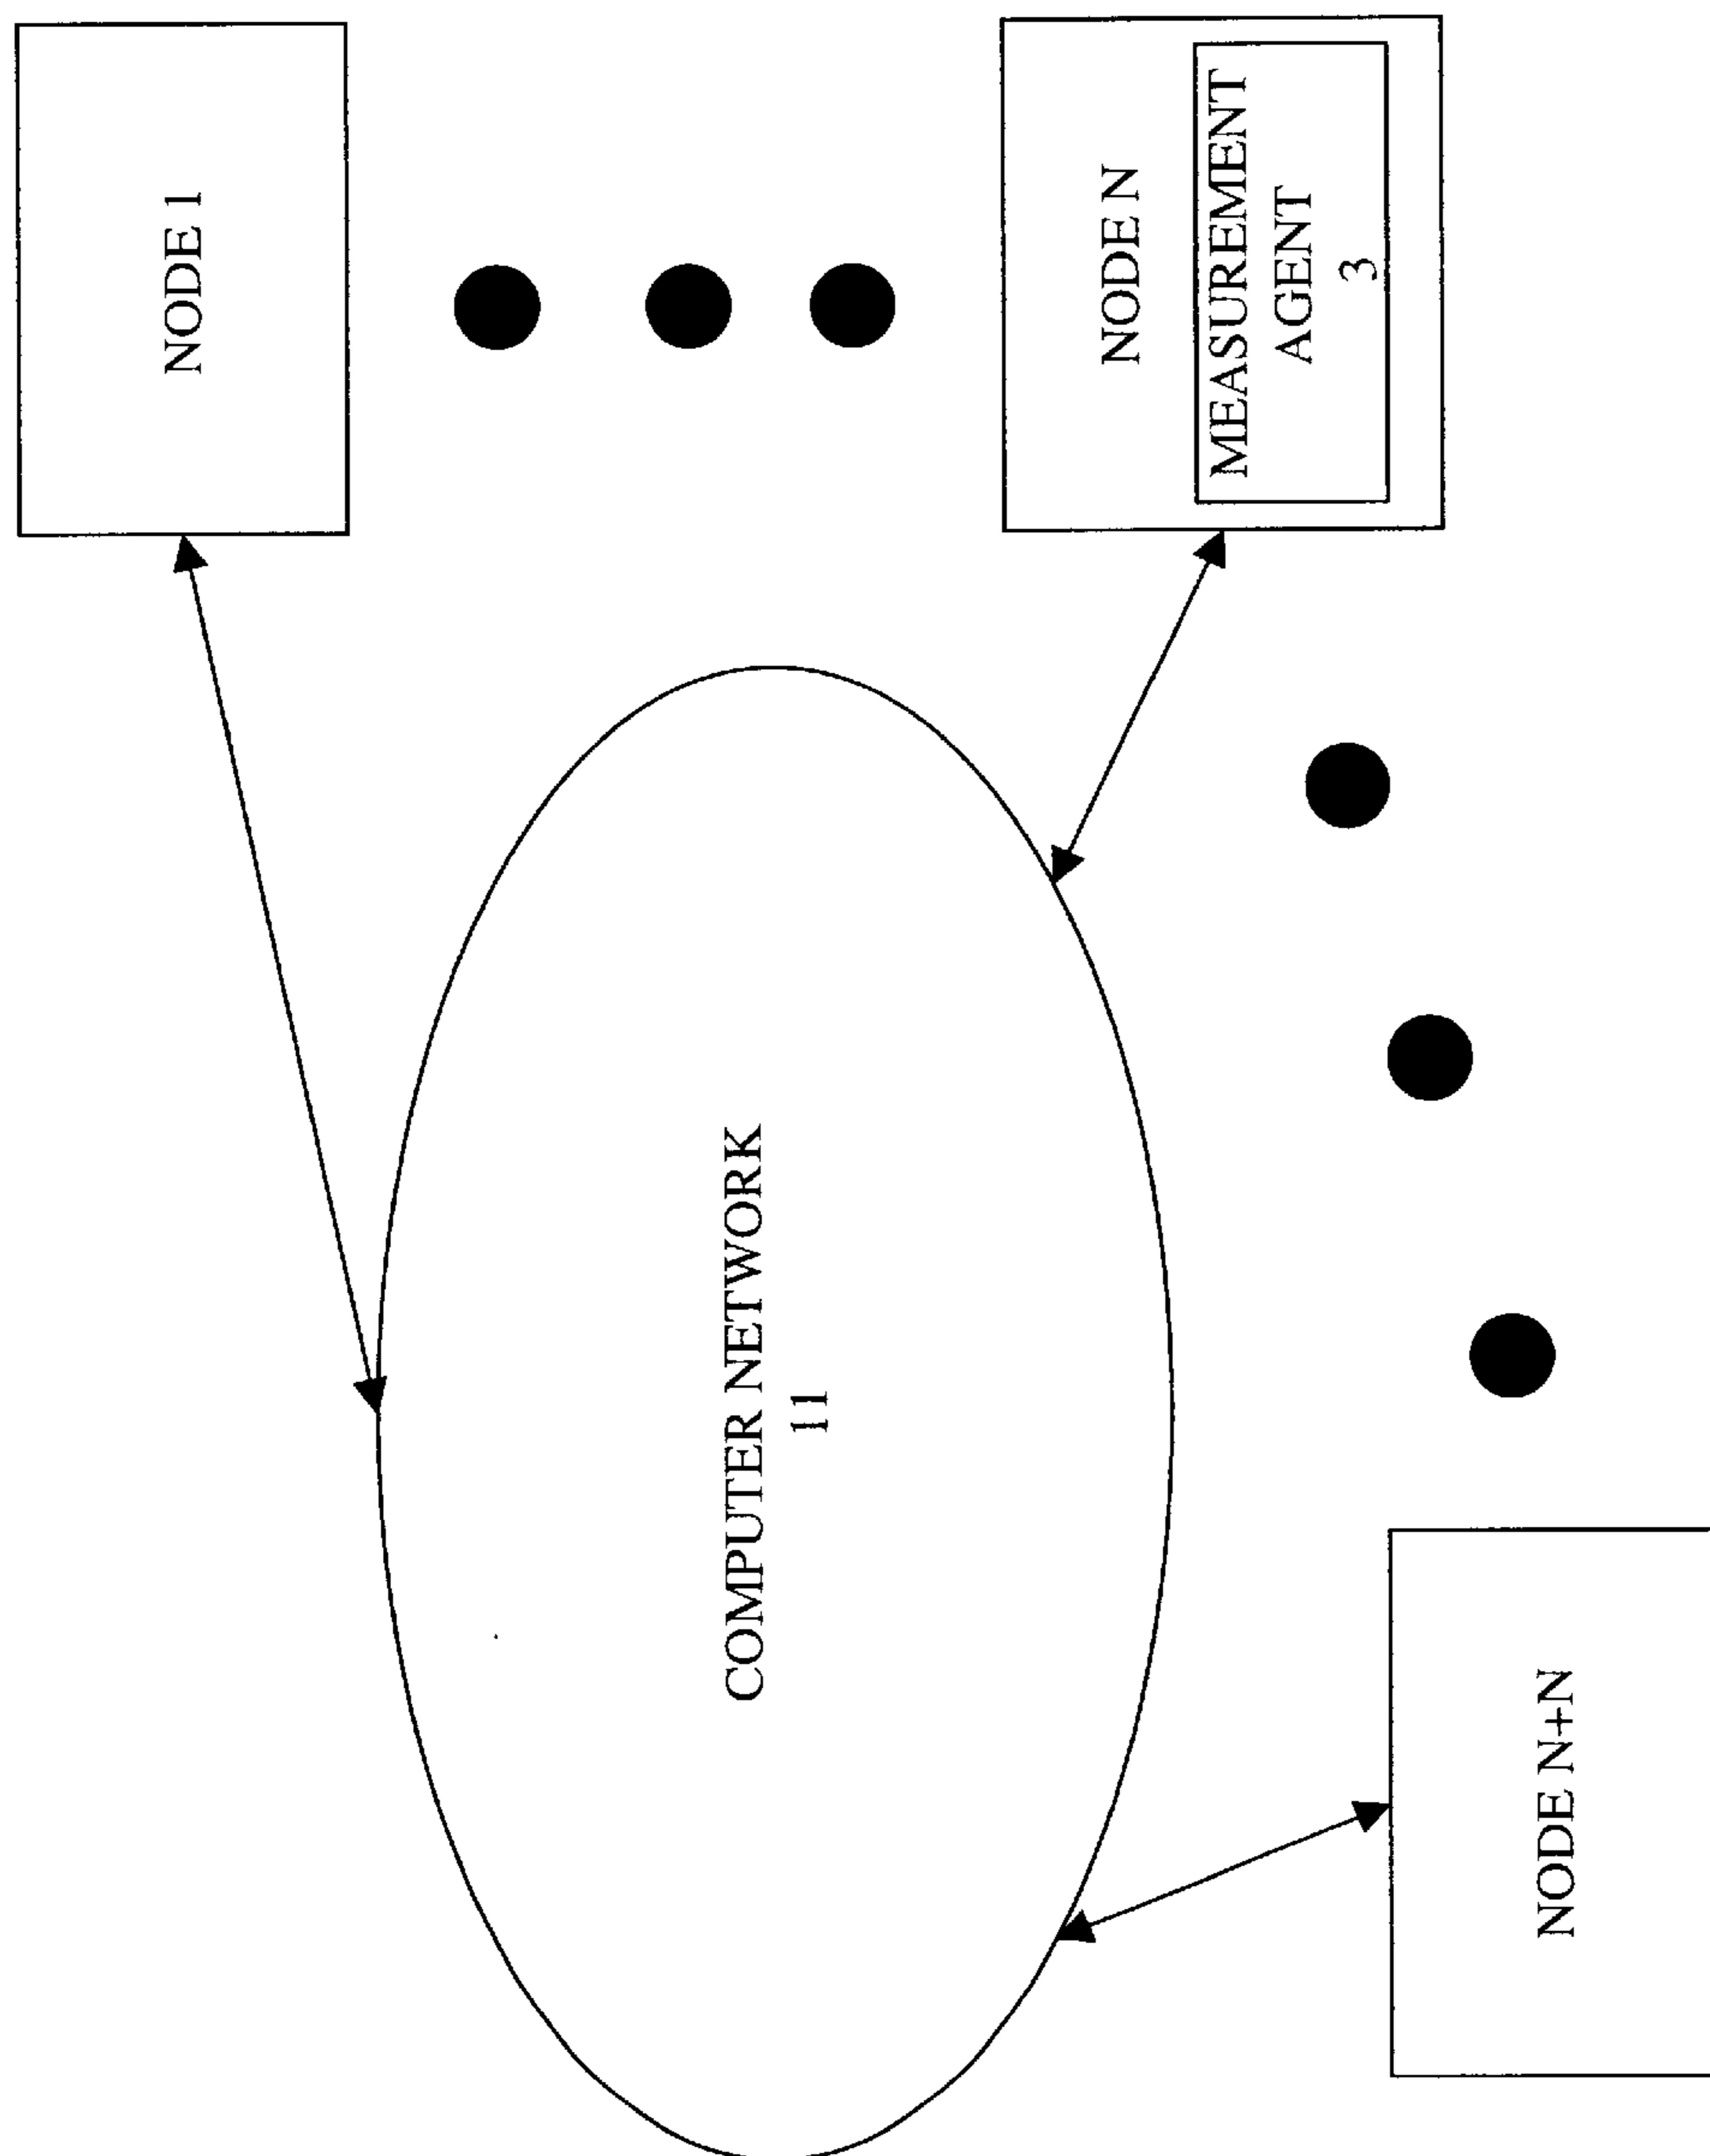 NODE 1
NODE N
MEASUREMENT
AGENT
3
COMPUTER NETWORK
11
NODE N+N